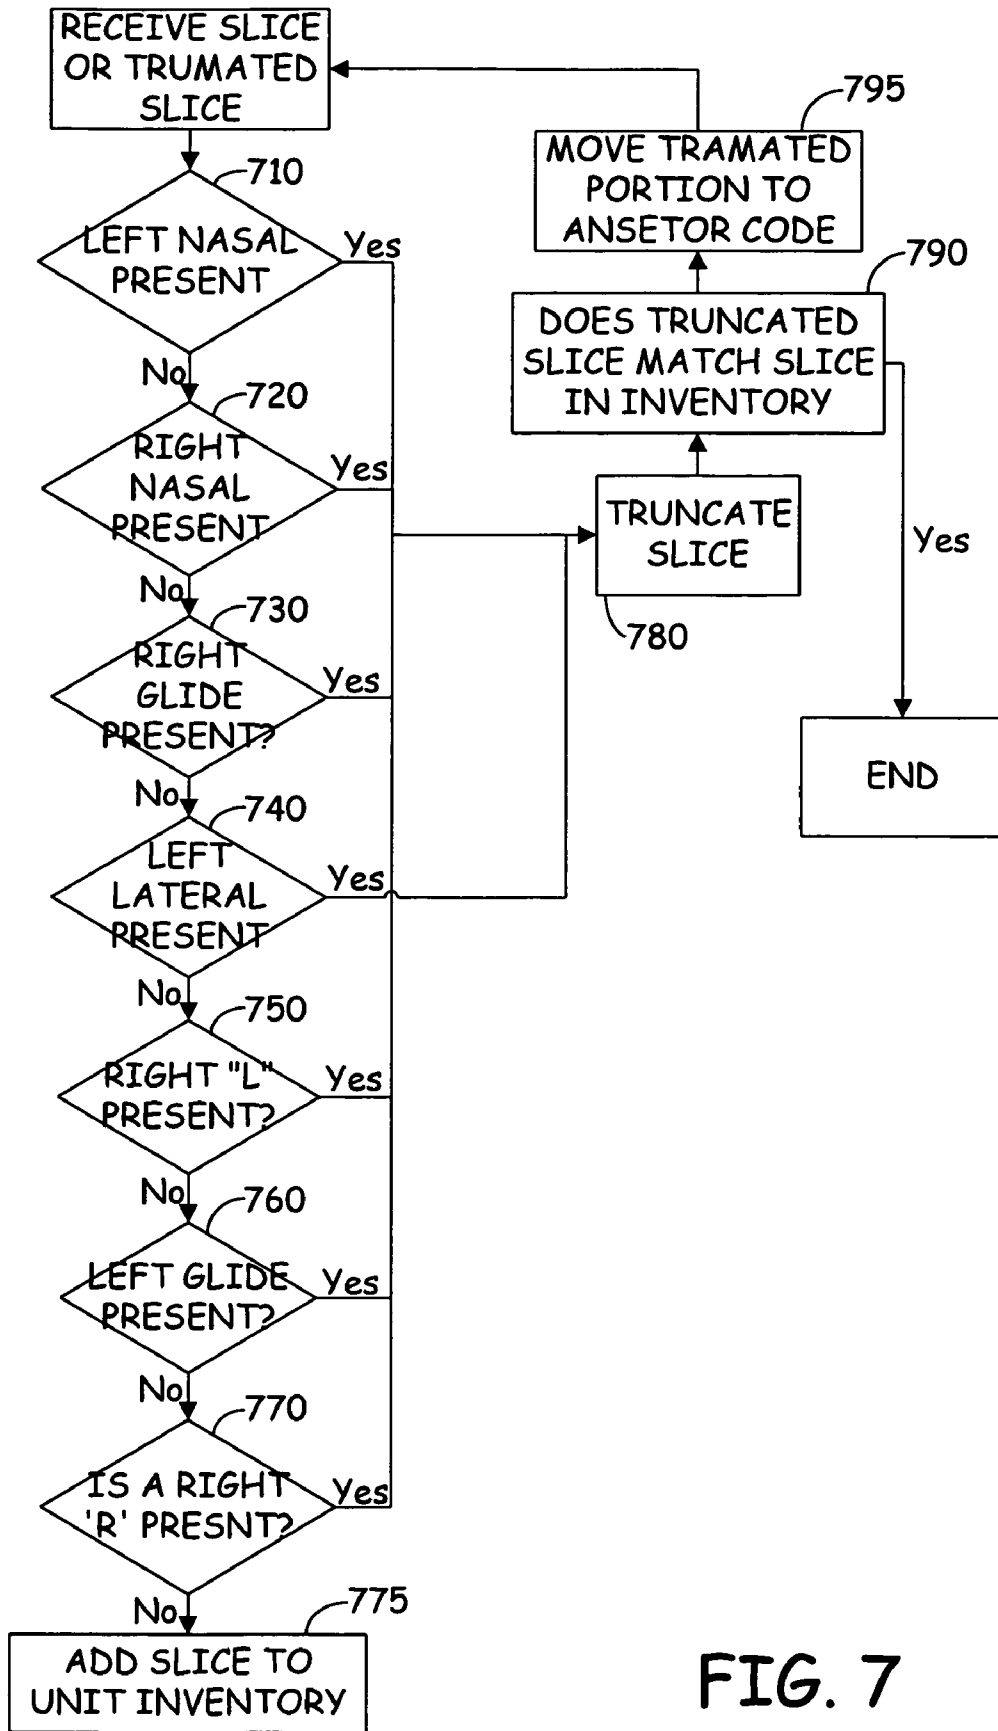 RECEIVE SLICE
OR TRUMATED
SLICE
710
LEFT NASAL
PRESENT
Yes
No
720
RIGHT
NASAL
PRESENT
Yes
No
730
RIGHT
GLIDE
PRESENT?
Yes
No
740
LEFT
LATERAL
PRESENT
Yes
No
750
RIGHT "L"
PRESENT?
Yes
No
760
LEFT GLIDE
PRESENT?
Yes
No
770
IS A RIGHT
'R' PRESNT?
Yes
No
775
ADD SLICE TO
UNIT INVENTORY
795
MOVE TRAMATED
PORTION TO
ANSETOR CODE
790
DOES TRUNCATED
SLICE MATCH SLICE
IN INVENTORY
TRUNCATE
SLICE
780
Yes
END
FIG. 7